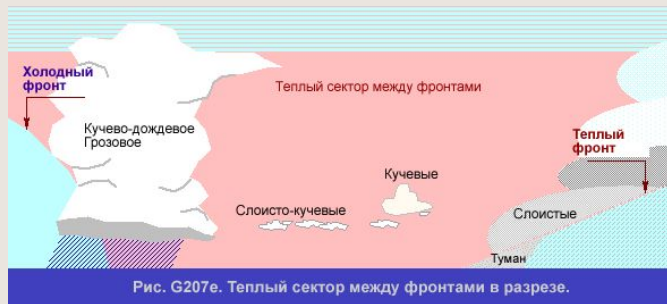 Холодный
фронт
Теплый сектор между фронтами
Кучево-дождевое
Грозовое
Теплый
фронт
Кучевые
Слоисто-кучевые
Слоистые
Туман
Рис. G207e. Теплый сектор между фронтами в разрезе.